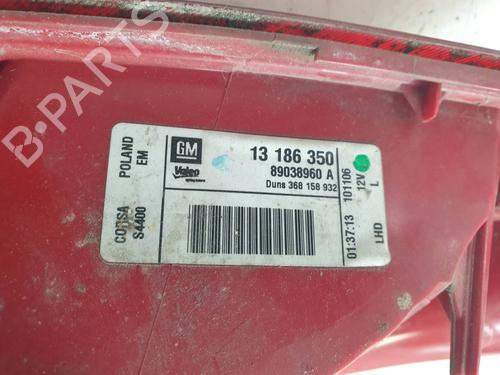 B-PARTS
GM
13 186 350
Valeo
89038960 A
Duns 368 158 932
CORSA POLAND
S4400 EM
01:37:13 101106 12V
LHD L